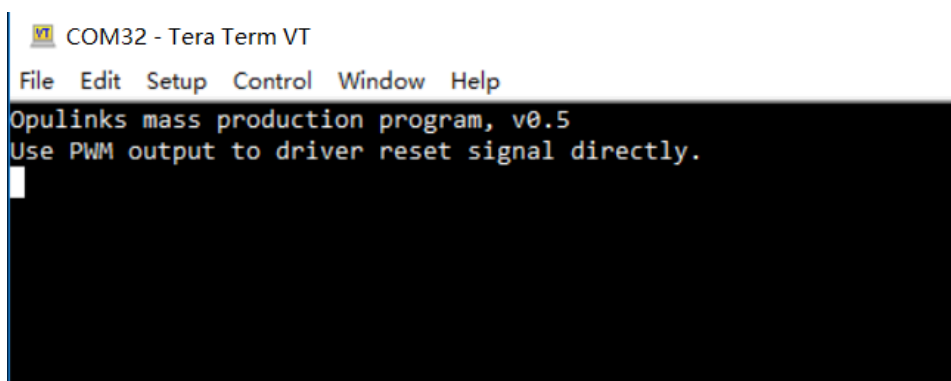 COM32 - Tera Term VT
File Edit Setup Control Window Help
Opulinks mass production program, v0.5
Use PWM output to driver reset signal directly.